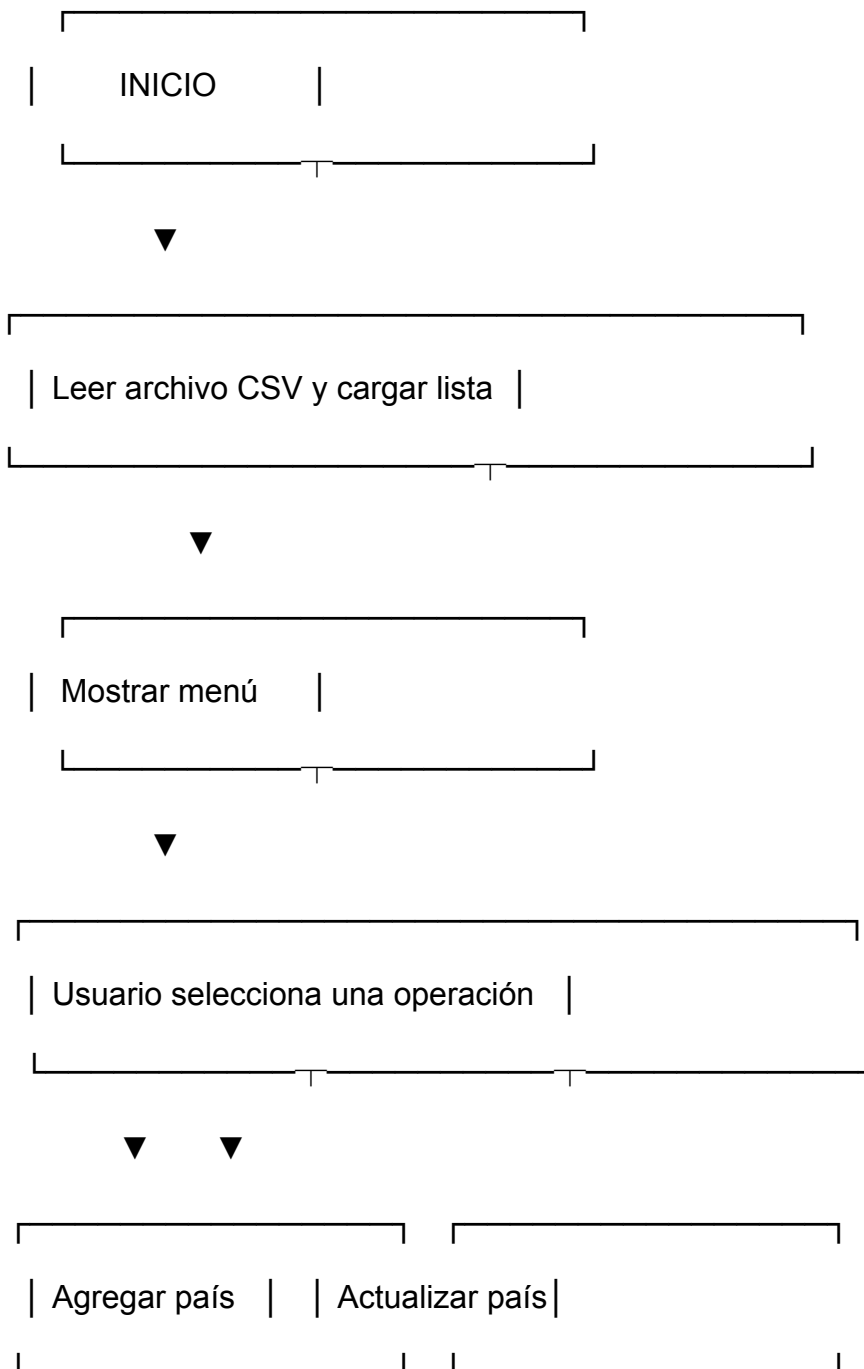 INICIO
Leer archivo CSV y cargar lista
Mostrar menú
Usuario selecciona una operación
Agregar país | | Actualizar país